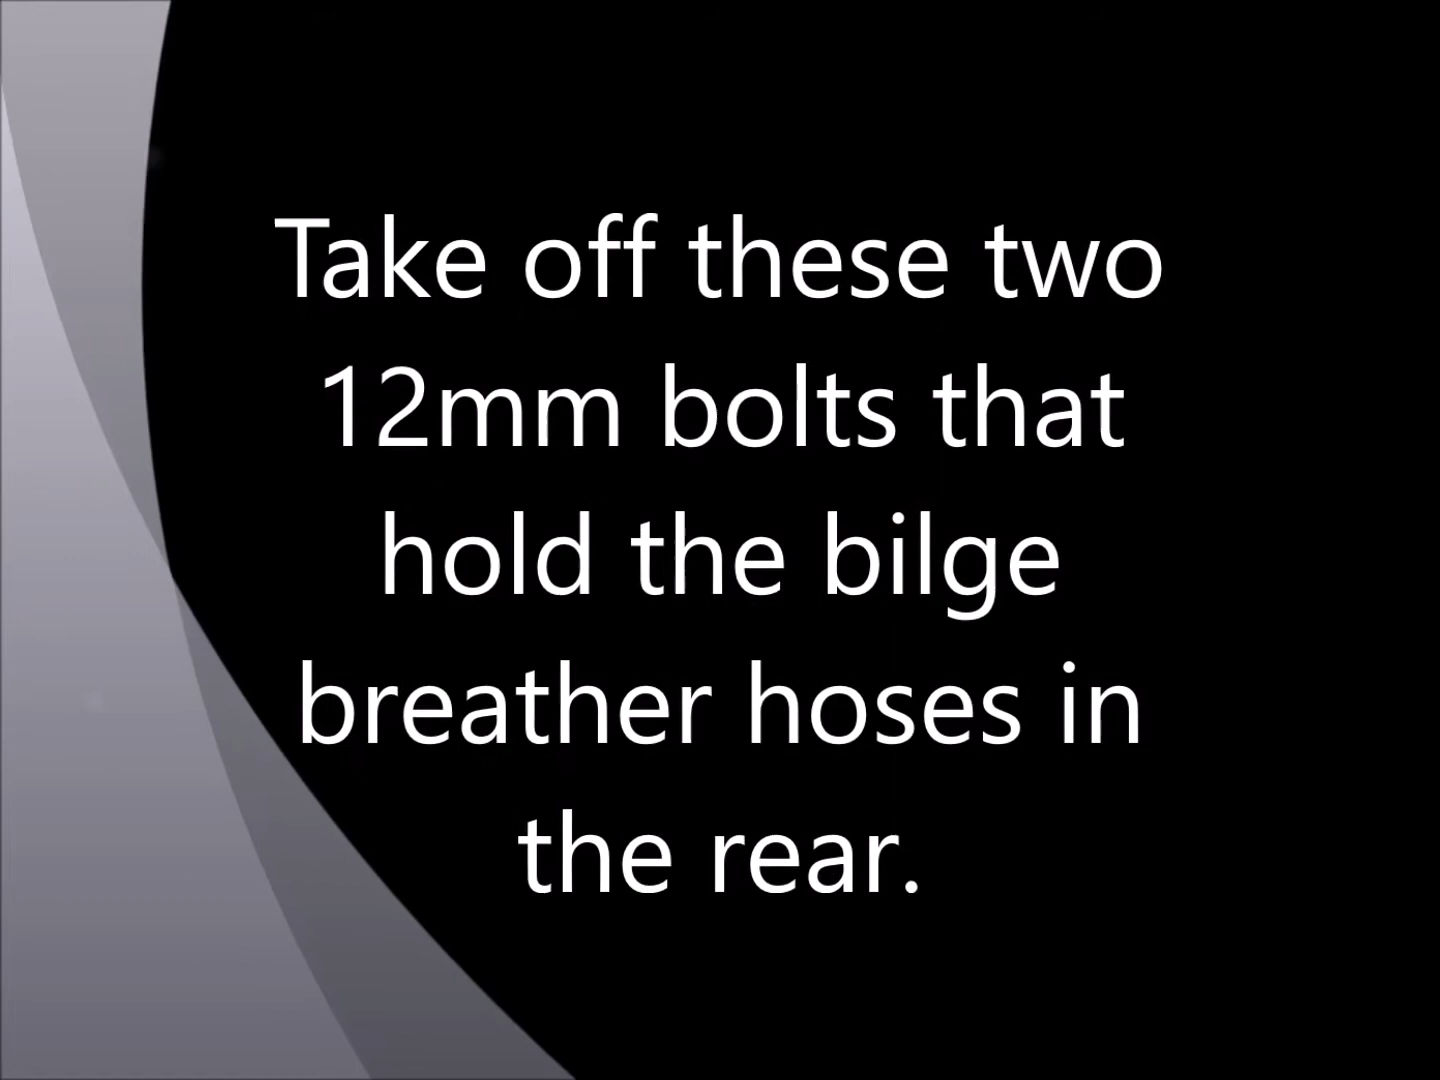 Take off these two
12mm bolts that
hold the bilge
breather hoses in
the rear.